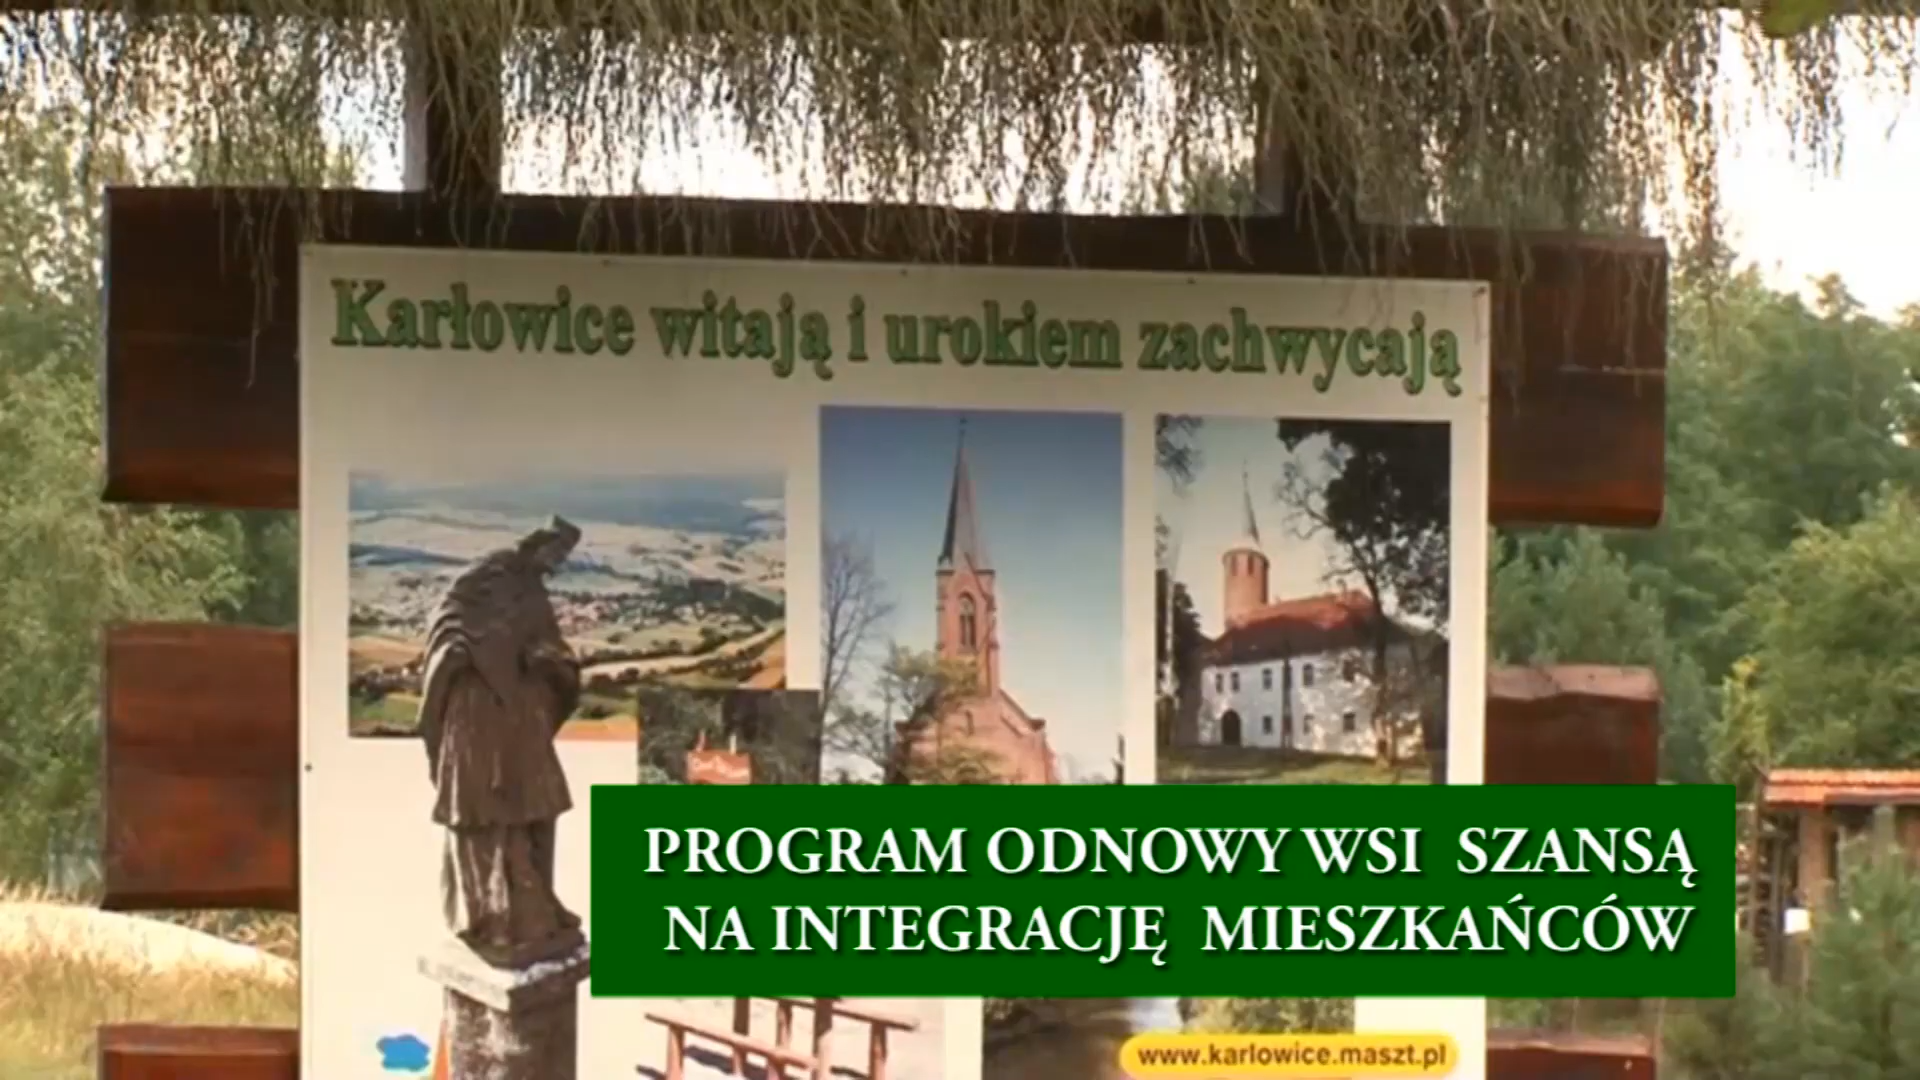 Karłowice witają i urokiem zachwycają
PROGRAM ODNOWY WSI SZANSĄ
NA INTEGRACJĘ MIESZKAŃCÓW
www.karlowice.maszt.pl